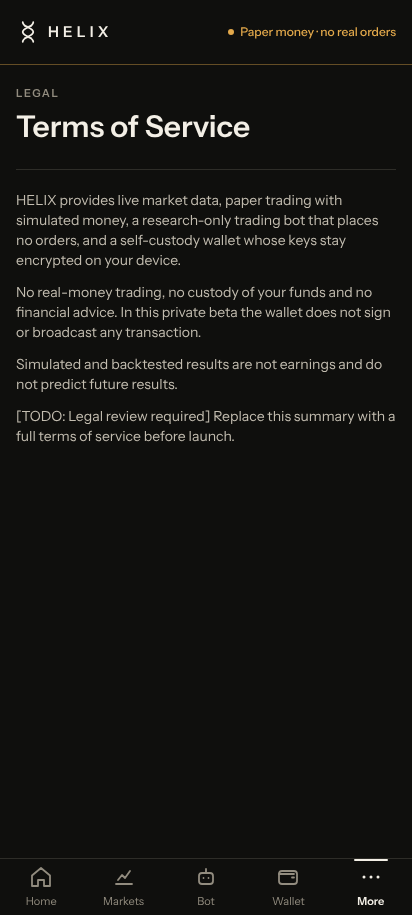 HELIX
Paper money · no real orders
LEGAL
Terms of Service
HELIX provides live market data, paper trading with
simulated money, a research-only trading bot that places
no orders, and a self-custody wallet whose keys stay
encrypted on your device.
No real-money trading, no custody of your funds and no
financial advice. In this private beta the wallet does not sign
or broadcast any transaction.
Simulated and backtested results are not earnings and do
not predict future results.
[TODO: Legal review required] Replace this summary with a
full terms of service before launch.
Home
Markets
Bot
Wallet
More